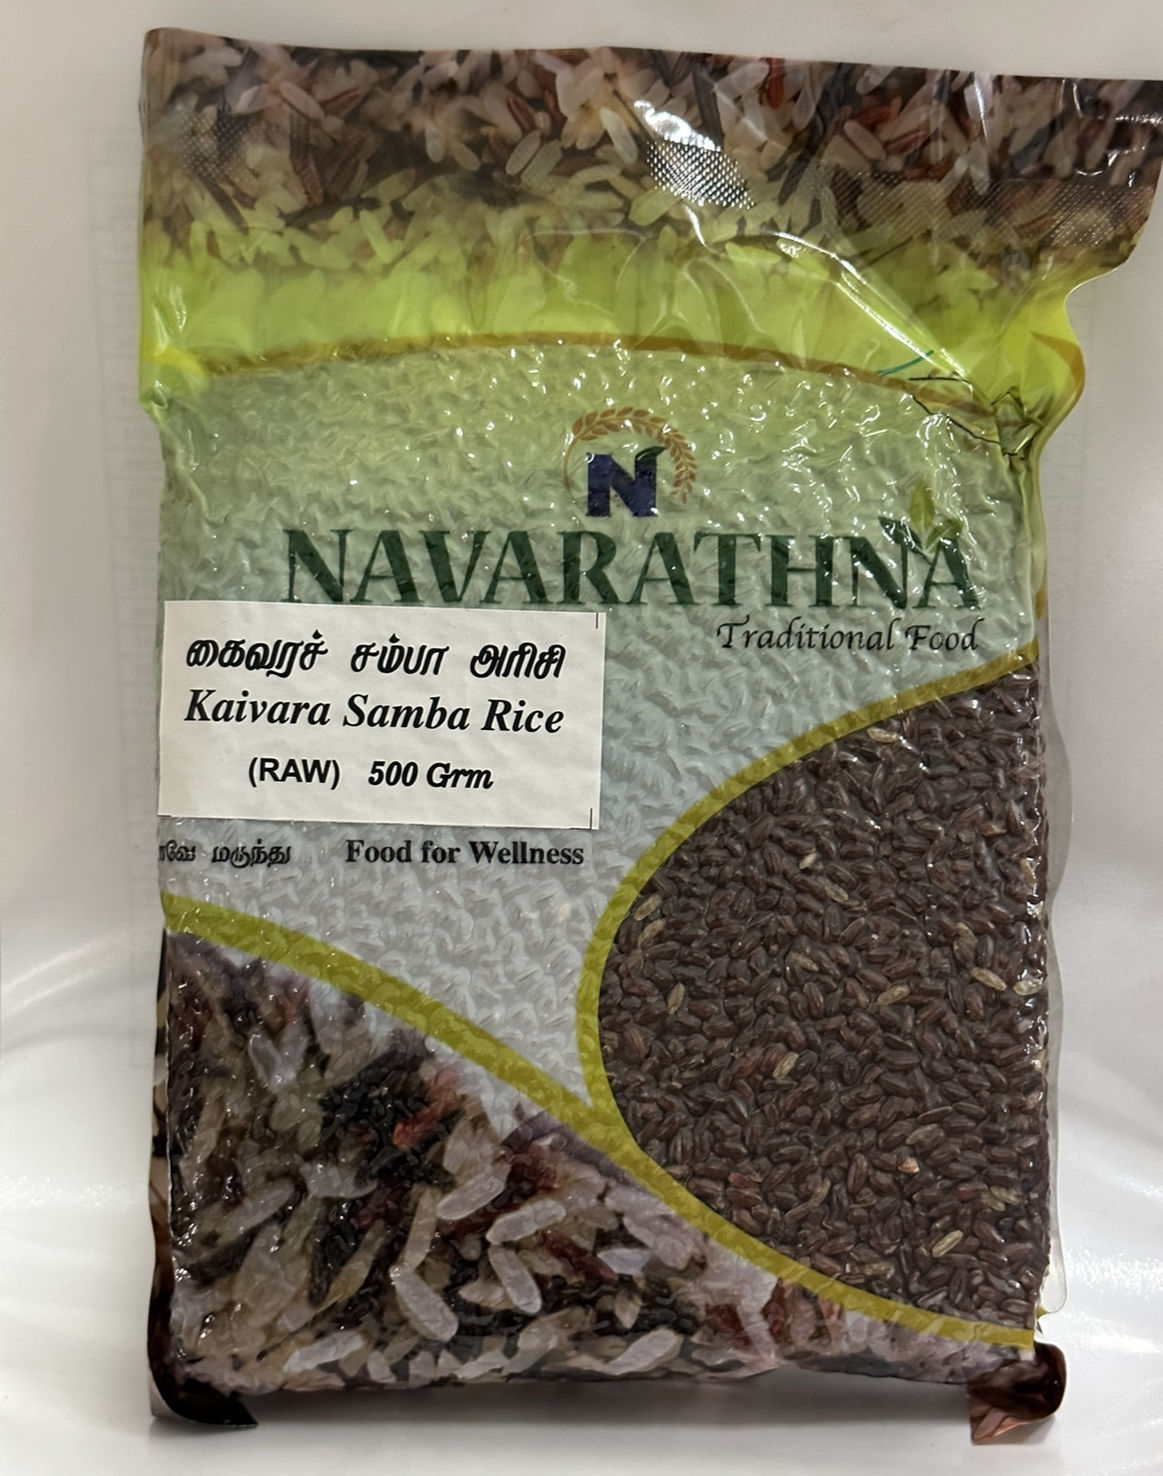 N
NAVARATHNA
Traditional Food
கைவரச் சம்பா அரிசி
Kaivara Samba Rice
(RAW) 500 Grm
மருந்து Food for Wellness